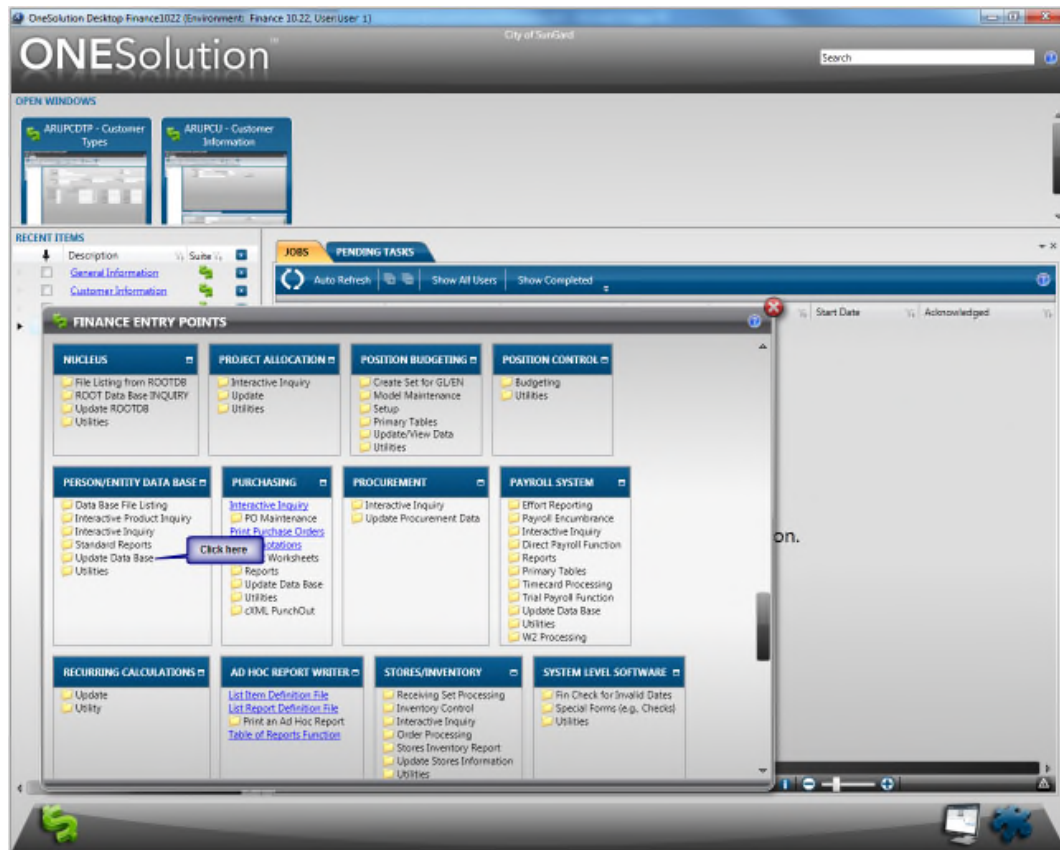 OneSolution Desktop Finance1022 (Environment: Finance 10.22, User:User 1)
City of SunGard
ONESolution™
Search
OPEN WINDOWS
ARUPCDTP - Customer Types
ARUPCU - Customer Information
RECENT ITEMS
Description Suite
General Information
Customer Information
JOBS PENDING TASKS
Auto Refresh Show All Users Show Completed
Start Date Acknowledged
FINANCE ENTRY POINTS
NUCLEUS
File Listing from ROOTDB
ROOT Data Base INQUIRY
Update ROOTDB
Utilities
PROJECT ALLOCATION
Interactive Inquiry
Update
Utilities
POSITION BUDGETING
Create Set for GL/EN
Model Maintenance
Setup
Primary Tables
Update/View Data
Utilities
POSITION CONTROL
Budgeting
Utilities
PERSON/ENTITY DATA BASE
Data Base File Listing
Interactive Product Inquiry
Interactive Inquiry
Standard Reports
Update Data Base
Utilities
Click here
PURCHASING
Interactive Inquiry
PO Maintenance
Print Purchase Orders
Worksheets
Reports
Update Data Base
Utilities
cXML PunchOut
PROCUREMENT
Interactive Inquiry
Update Procurement Data
PAYROLL SYSTEM
Effort Reporting
Payroll Encumbrance
Interactive Inquiry
Direct Payroll Function
Reports
Primary Tables
Timecard Processing
Trial Payroll Function
Update Data Base
Utilities
W2 Processing
on.
RECURRING CALCULATIONS
Update
Utility
AD HOC REPORT WRITER
List Item Definition File
List Report Definition File
Print an Ad Hoc Report
Table of Reports Function
STORES/INVENTORY
Receiving Set Processing
Inventory Control
Interactive Inquiry
Order Processing
Stores Inventory Report
Update Stores Information
Utilities
SYSTEM LEVEL SOFTWARE
Fin Check for Invalid Dates
Special Forms (e.g., Checks)
Utilities